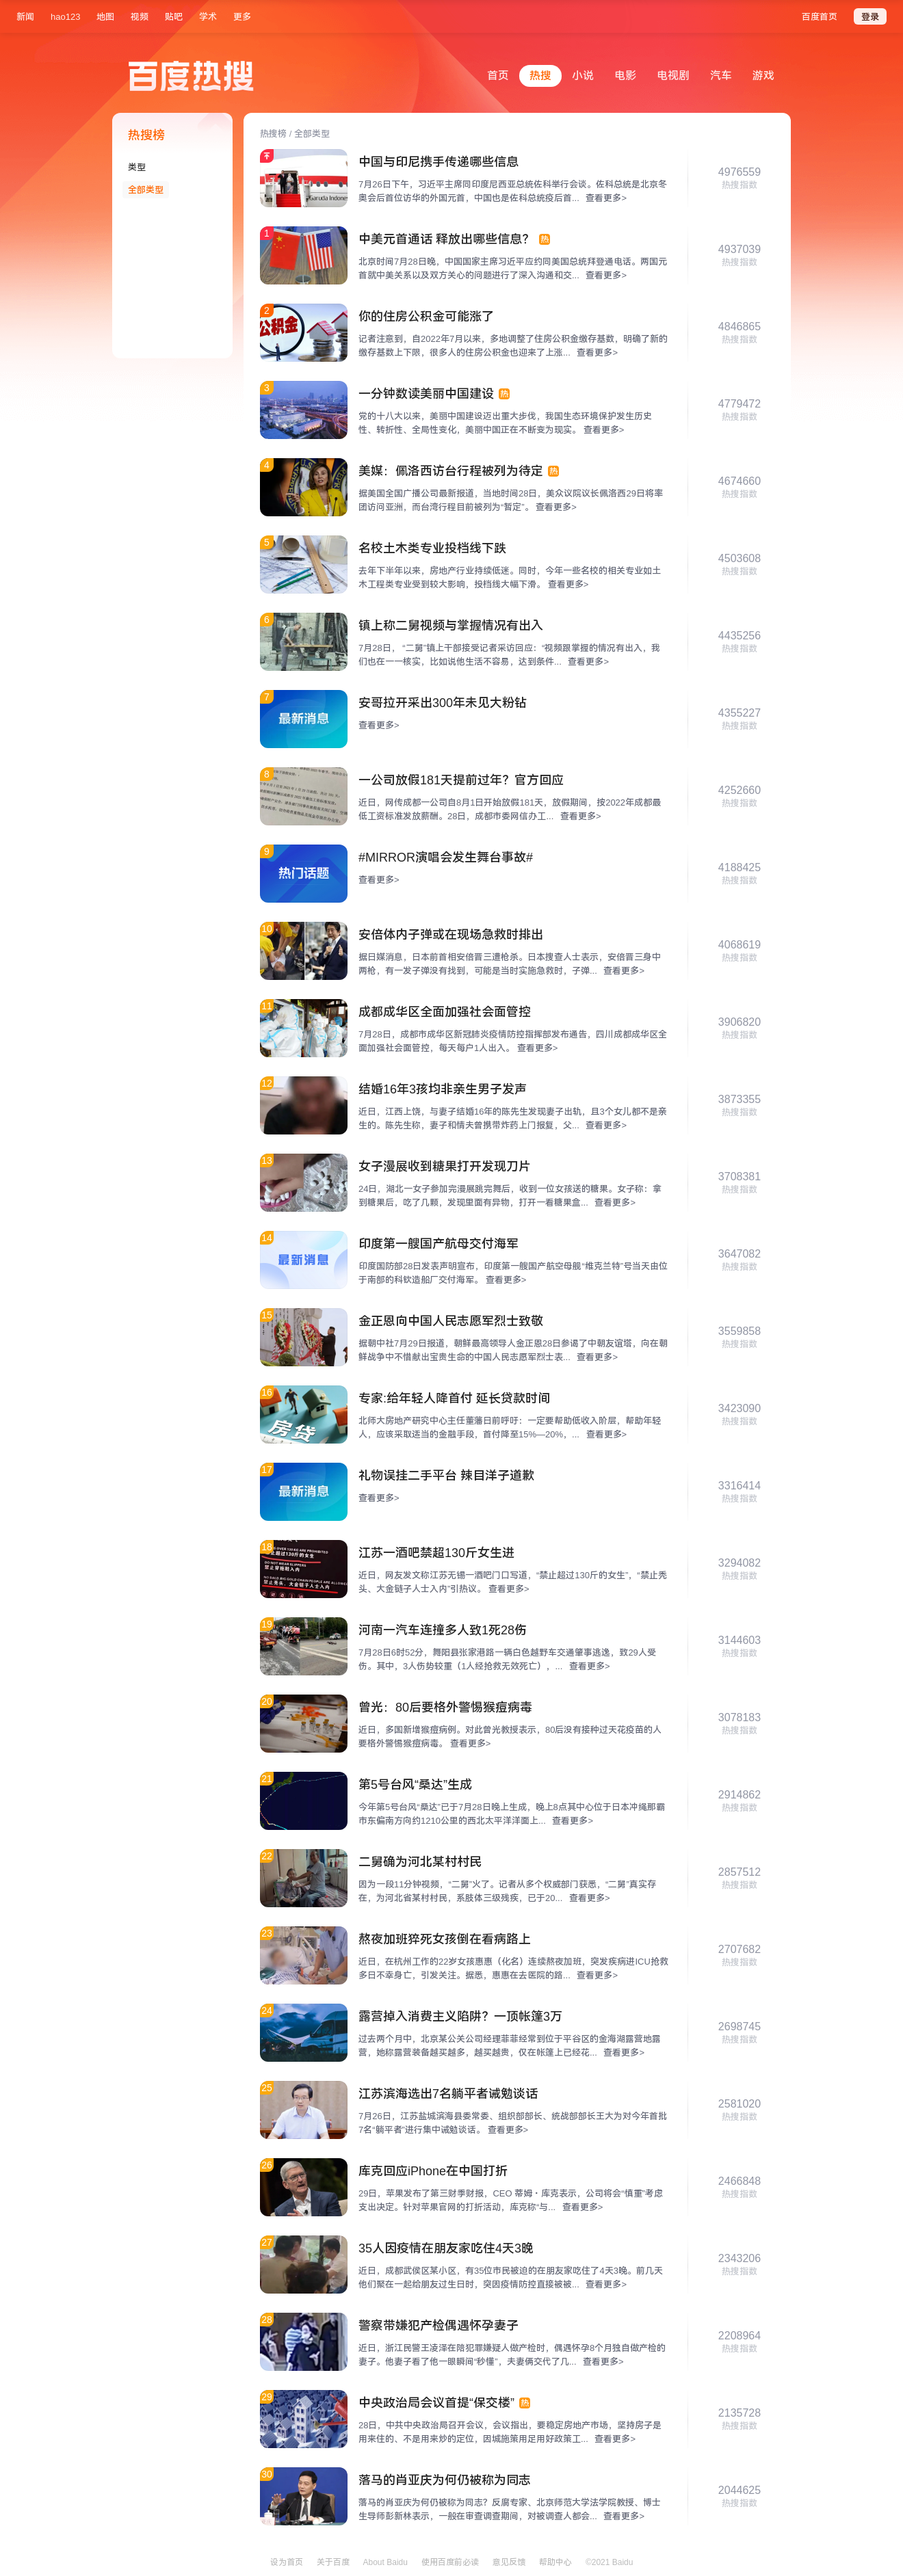 新闻 hao123 地图 视频 贴吧 学术 更多 百度首页 登录
百度热搜
首页 热搜 小说 电影 电视剧 汽车 游戏
热搜榜
类型
全部类型
热搜榜 / 全部类型
中国与印尼携手传递哪些信息
7月26日下午，习近平主席同印度尼西亚总统佐科举行会谈。佐科总统是北京冬
奥会后首位访华的外国元首，中国也是佐科总统疫后首... 查看更多>
4976559
热搜指数
1
中美元首通话 释放出哪些信息？ 热
北京时间7月28日晚，中国国家主席习近平应约同美国总统拜登通电话。两国元
首就中美关系以及双方关心的问题进行了深入沟通和交... 查看更多>
4937039
热搜指数
2
公积金
你的住房公积金可能涨了
记者注意到，自2022年7月以来，多地调整了住房公积金缴存基数，明确了新的
缴存基数上下限，很多人的住房公积金也迎来了上涨... 查看更多>
4846865
热搜指数
3
一分钟数读美丽中国建设 热
党的十八大以来，美丽中国建设迈出重大步伐，我国生态环境保护发生历史
性、转折性、全局性变化，美丽中国正在不断变为现实。 查看更多>
4779472
热搜指数
4
美媒：佩洛西访台行程被列为待定 热
据美国全国广播公司最新报道，当地时间28日，美众议院议长佩洛西29日将率
团访问亚洲，而台湾行程目前被列为“暂定”。 查看更多>
4674660
热搜指数
5
名校土木类专业投档线下跌
去年下半年以来，房地产行业持续低迷。同时，今年一些名校的相关专业如土
木工程类专业受到较大影响，投档线大幅下滑。 查看更多>
4503608
热搜指数
6
镇上称二舅视频与掌握情况有出入
7月28日， “二舅”镇上干部接受记者采访回应：“视频跟掌握的情况有出入，我
们也在一一核实，比如说他生活不容易，达到条件... 查看更多>
4435256
热搜指数
7
最新消息
安哥拉开采出300年未见大粉钻
查看更多>
4355227
热搜指数
8
一公司放假181天提前过年？官方回应
近日，网传成都一公司自8月1日开始放假181天，放假期间，按2022年成都最
低工资标准发放薪酬。28日，成都市委网信办工... 查看更多>
4252660
热搜指数
9
热门话题
#MIRROR演唱会发生舞台事故#
查看更多>
4188425
热搜指数
10
安倍体内子弹或在现场急救时排出
据日媒消息，日本前首相安倍晋三遭枪杀。日本搜查人士表示，安倍晋三身中
两枪，有一发子弹没有找到，可能是当时实施急救时，子弹... 查看更多>
4068619
热搜指数
11
成都成华区全面加强社会面管控
7月28日，成都市成华区新冠肺炎疫情防控指挥部发布通告，四川成都成华区全
面加强社会面管控，每天每户1人出入。 查看更多>
3906820
热搜指数
12
结婚16年3孩均非亲生男子发声
近日，江西上饶，与妻子结婚16年的陈先生发现妻子出轨，且3个女儿都不是亲
生的。陈先生称，妻子和情夫曾携带炸药上门报复，父... 查看更多>
3873355
热搜指数
13
女子漫展收到糖果打开发现刀片
24日，湖北一女子参加完漫展跳完舞后，收到一位女孩送的糖果。女子称：拿
到糖果后，吃了几颗，发现里面有异物，打开一看糖果盒... 查看更多>
3708381
热搜指数
14
最新消息
印度第一艘国产航母交付海军
印度国防部28日发表声明宣布，印度第一艘国产航空母舰“维克兰特”号当天由位
于南部的科钦造船厂交付海军。 查看更多>
3647082
热搜指数
15
金正恩向中国人民志愿军烈士致敬
据朝中社7月29日报道，朝鲜最高领导人金正恩28日参谒了中朝友谊塔，向在朝
鲜战争中不惜献出宝贵生命的中国人民志愿军烈士表... 查看更多>
3559858
热搜指数
16
房贷
专家:给年轻人降首付 延长贷款时间
北师大房地产研究中心主任董藩日前呼吁：一定要帮助低收入阶层，帮助年轻
人，应该采取适当的金融手段，首付降至15%—20%，... 查看更多>
3423090
热搜指数
17
最新消息
礼物误挂二手平台 辣目洋子道歉
查看更多>
3316414
热搜指数
18
江苏一酒吧禁超130斤女生进
近日，网友发文称江苏无锡一酒吧门口写道，“禁止超过130斤的女生”，“禁止秃
头、大金链子人士入内”引热议。 查看更多>
3294082
热搜指数
19
河南一汽车连撞多人致1死28伤
7月28日6时52分，舞阳县张家港路一辆白色越野车交通肇事逃逸，致29人受
伤。其中，3人伤势较重（1人经抢救无效死亡），... 查看更多>
3144603
热搜指数
20
曾光：80后要格外警惕猴痘病毒
近日，多国新增猴痘病例。对此曾光教授表示，80后没有接种过天花疫苗的人
要格外警惕猴痘病毒。 查看更多>
3078183
热搜指数
21
第5号台风“桑达”生成
今年第5号台风“桑达”已于7月28日晚上生成，晚上8点其中心位于日本冲绳那霸
市东偏南方向约1210公里的西北太平洋洋面上... 查看更多>
2914862
热搜指数
22
二舅确为河北某村村民
因为一段11分钟视频，“二舅”火了。记者从多个权威部门获悉，“二舅”真实存
在，为河北省某村村民，系肢体三级残疾，已于20... 查看更多>
2857512
热搜指数
23
熬夜加班猝死女孩倒在看病路上
近日，在杭州工作的22岁女孩惠惠（化名）连续熬夜加班，突发疾病进ICU抢救
多日不幸身亡，引发关注。据悉，惠惠在去医院的路... 查看更多>
2707682
热搜指数
24
露营掉入消费主义陷阱？一顶帐篷3万
过去两个月中，北京某公关公司经理菲菲经常到位于平谷区的金海湖露营地露
营，她称露营装备越买越多，越买越贵，仅在帐篷上已经花... 查看更多>
2698745
热搜指数
25
江苏滨海选出7名躺平者诫勉谈话
7月26日，江苏盐城滨海县委常委、组织部部长、统战部部长王大为对今年首批
7名“躺平者”进行集中诫勉谈话。 查看更多>
2581020
热搜指数
26
库克回应iPhone在中国打折
29日，苹果发布了第三财季财报，CEO 蒂姆・库克表示，公司将会“慎重”考虑
支出决定。针对苹果官网的打折活动，库克称“与... 查看更多>
2466848
热搜指数
27
35人因疫情在朋友家吃住4天3晚
近日，成都武侯区某小区，有35位市民被迫的在朋友家吃住了4天3晚。前几天
他们聚在一起给朋友过生日时，突因疫情防控直接被被... 查看更多>
2343206
热搜指数
28
警察带嫌犯产检偶遇怀孕妻子
近日，浙江民警王凌泽在陪犯罪嫌疑人做产检时，偶遇怀孕8个月独自做产检的
妻子。他妻子看了他一眼瞬间“秒懂”，夫妻俩交代了几... 查看更多>
2208964
热搜指数
29
中央政治局会议首提“保交楼” 热
28日，中共中央政治局召开会议，会议指出，要稳定房地产市场，坚持房子是
用来住的、不是用来炒的定位，因城施策用足用好政策工... 查看更多>
2135728
热搜指数
30
落马的肖亚庆为何仍被称为同志
落马的肖亚庆为何仍被称为同志？反腐专家、北京师范大学法学院教授、博士
生导师彭新林表示，一般在审查调查期间，对被调查人都会... 查看更多>
2044625
热搜指数
设为首页 关于百度 About Baidu 使用百度前必读 意见反馈 帮助中心 ©2021 Baidu